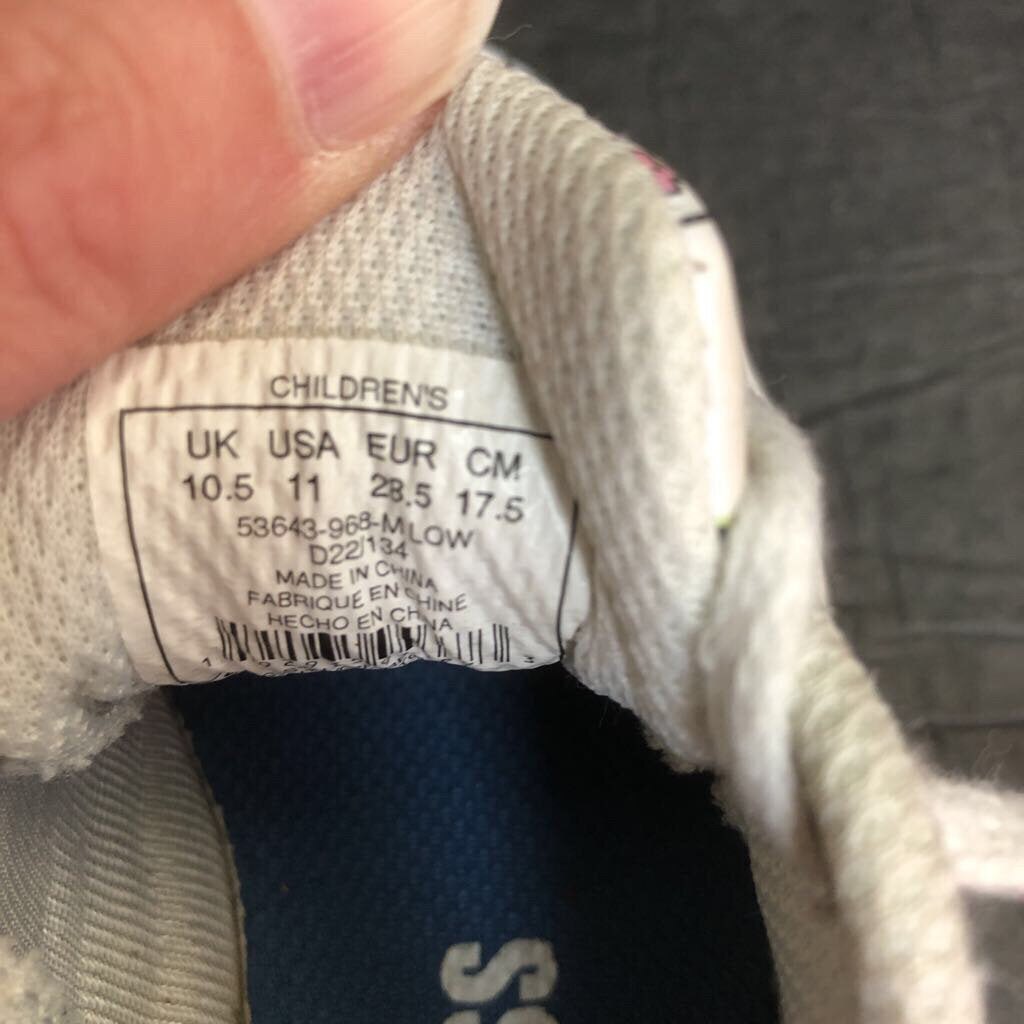 CHILDREN'S
UK USA EUR CM
10.5 11 28.5 17.5
53643-968-M LOW
D22/134
MADE IN CHINA
FABRIQUE EN CHINE
HECHO EN CHINA
SS